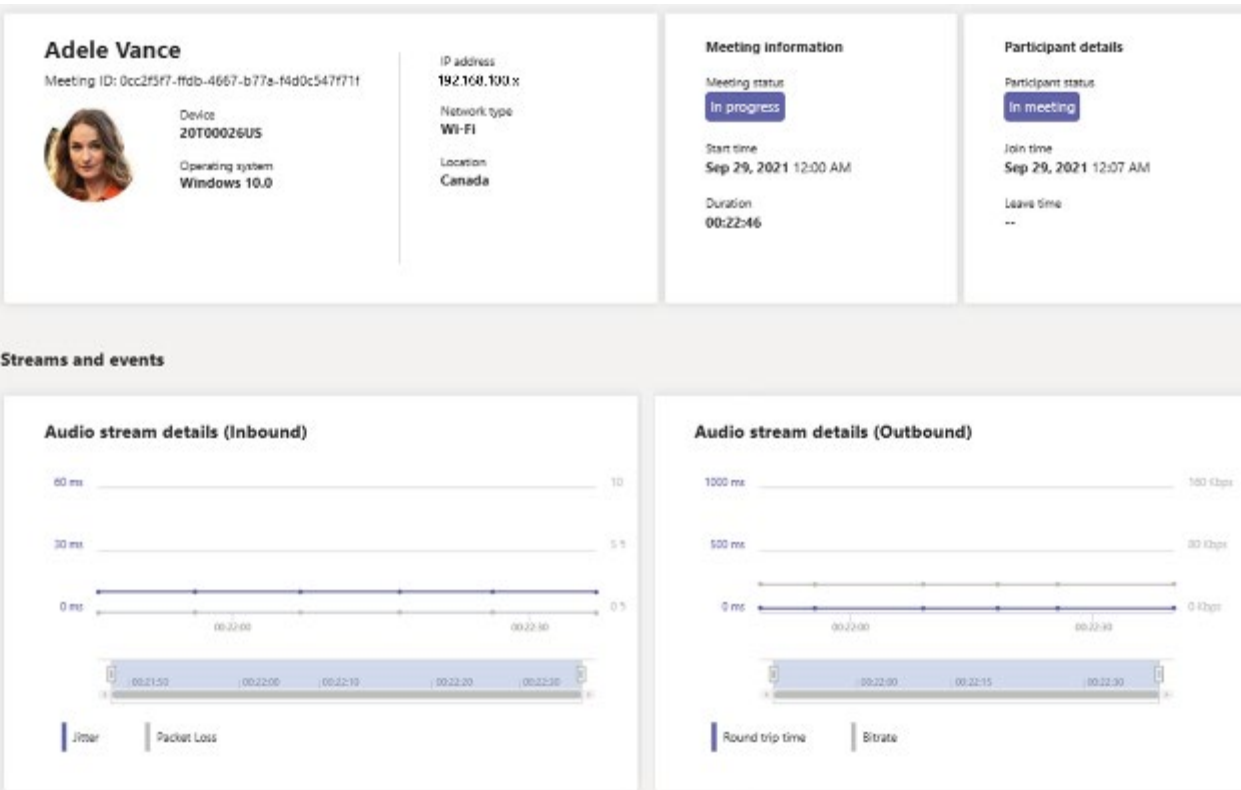 Adele Vance
Meeting ID: 0cc2f5f7-ffdb-4667-b77a-f4d0c547f71f
Device
20T00026US
Operating system
Windows 10.0
IP address
192.168.100.x
Network type
Wi-Fi
Location
Canada
Meeting information
Meeting status
In progress
Start time
Sep 29, 2021 12:00 AM
Duration
00:22:46
Participant details
Participant status
In meeting
Join time
Sep 29, 2021 12:07 AM
Leave time
--
Streams and events
Audio stream details (Inbound)
60 ms
10
30 ms
5.5
0 ms
0.5
00:22:00
00:22:30
00:21:50
00:22:00
00:22:10
00:22:20
00:22:30
Jitter
Packet Loss
Audio stream details (Outbound)
1000 ms
160 Kbps
500 ms
80 Kbps
0 ms
0 Kbps
00:22:00
00:22:30
00:22:00
00:22:15
00:22:30
Round trip time
Bitrate